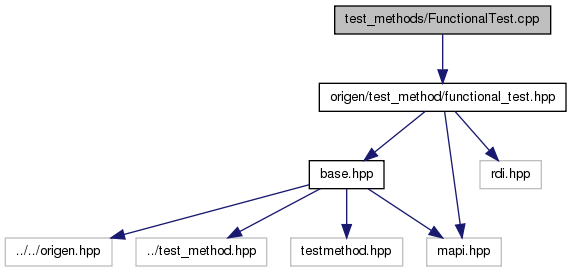 test_methods/FunctionalTest.cpp
origen/test_method/functional_test.hpp
base.hpp
rdi.hpp
../../origen.hpp
../test_method.hpp
testmethod.hpp
mapi.hpp